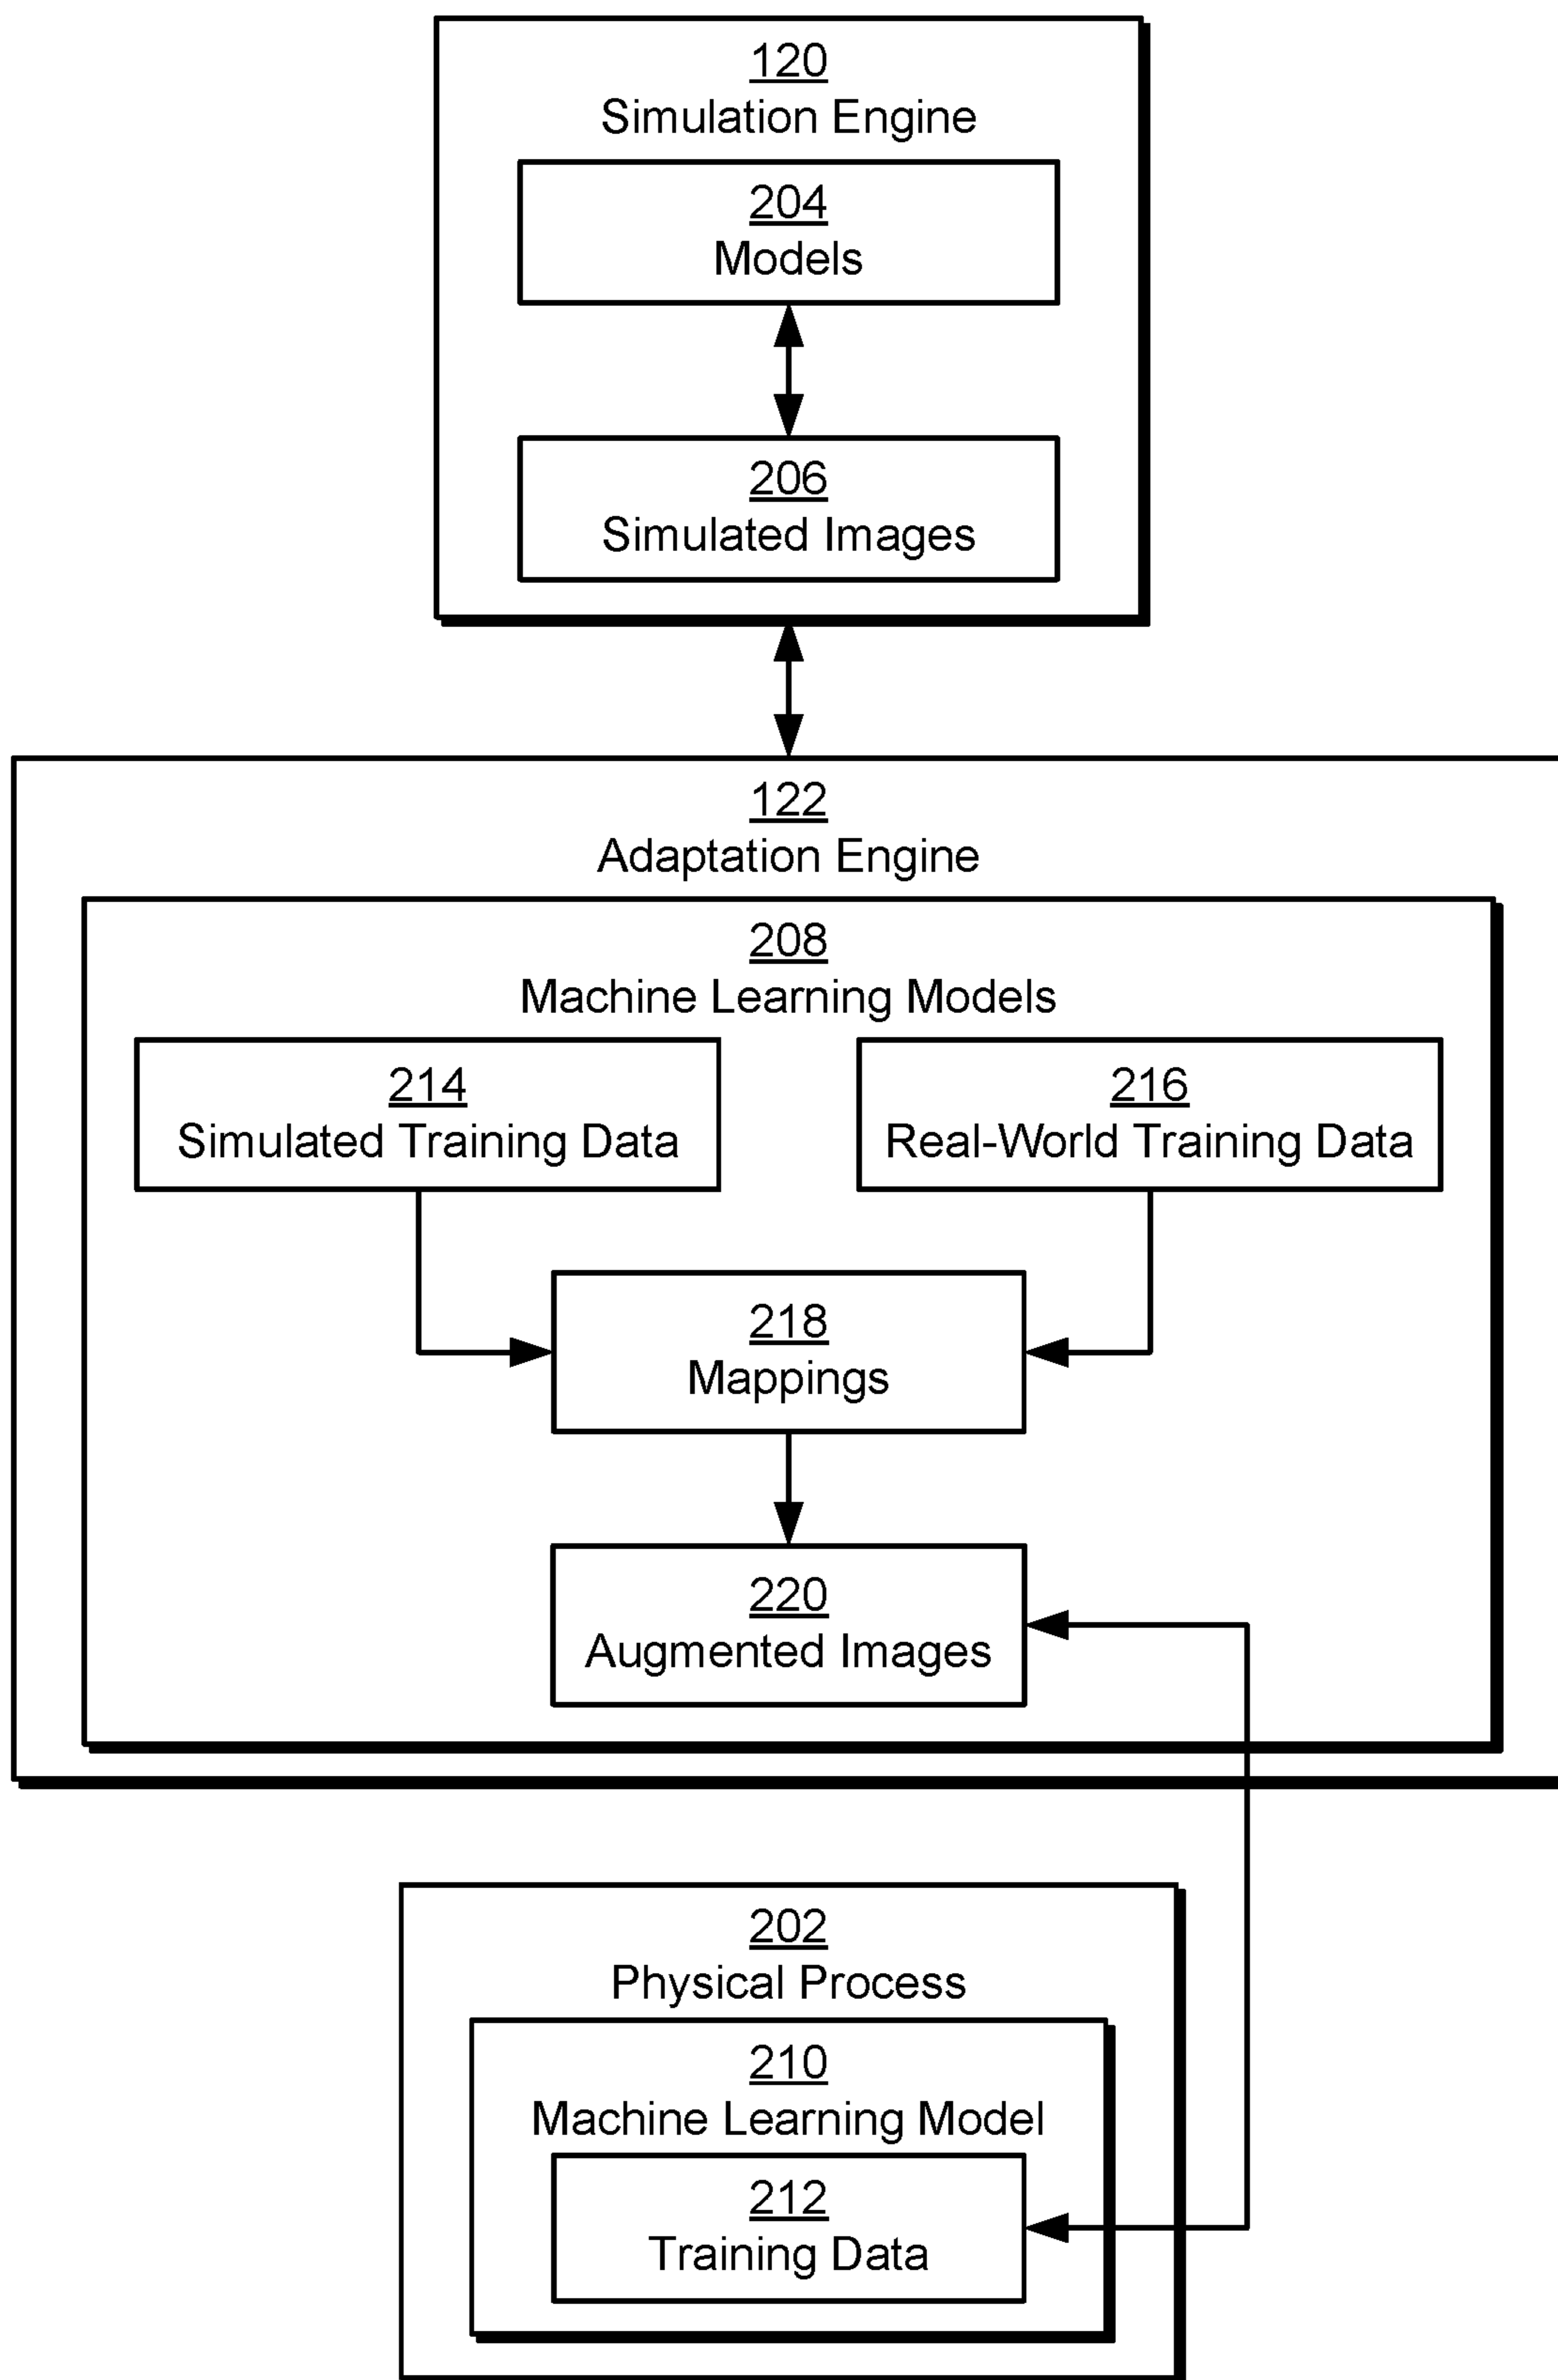 120
Simulation Engine
204
Models
206
Simulated Images
122
Adaptation Engine
208
Machine Learning Models
214
Simulated Training Data
216
Real-World Training Data
218
Mappings
220
Augmented Images
202
Physical Process
210
Machine Learning Model
212
Training Data